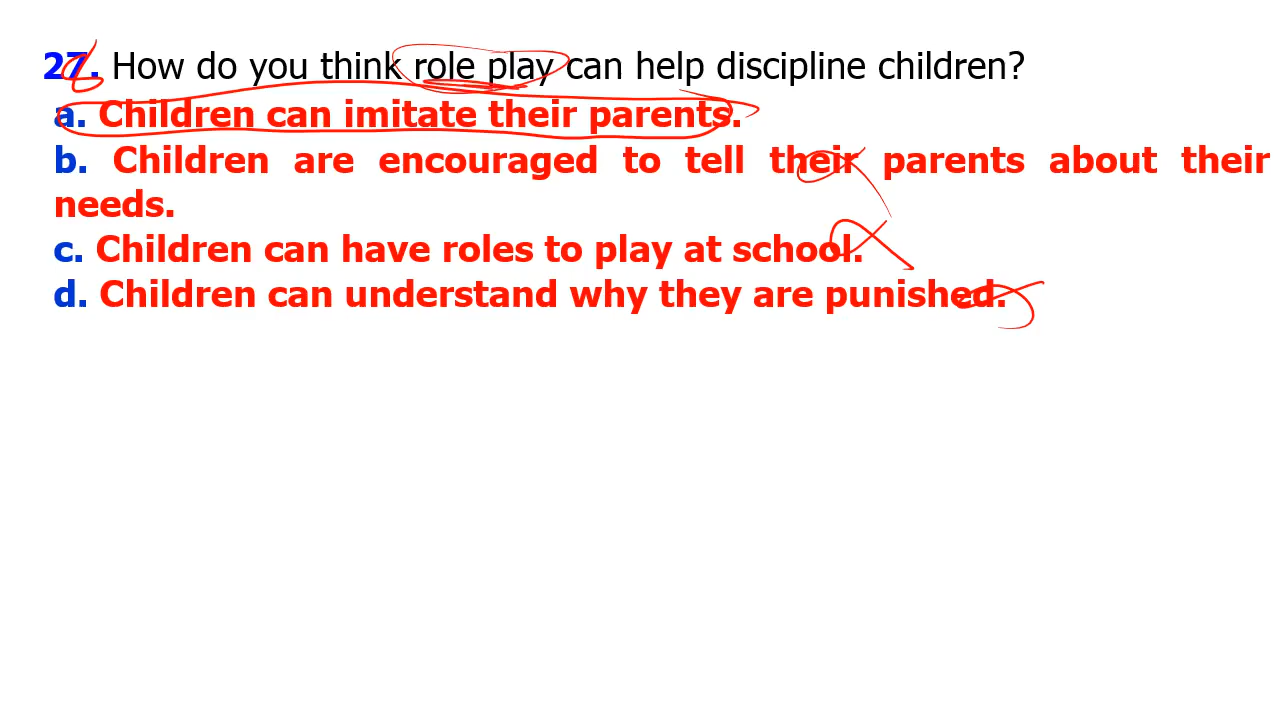 27. How do you think role play can help discipline children?
a. Children can imitate their parents.
b. Children are encouraged to tell their parents about their
needs.
c. Children can have roles to play at school.
d. Children can understand why they are punished.